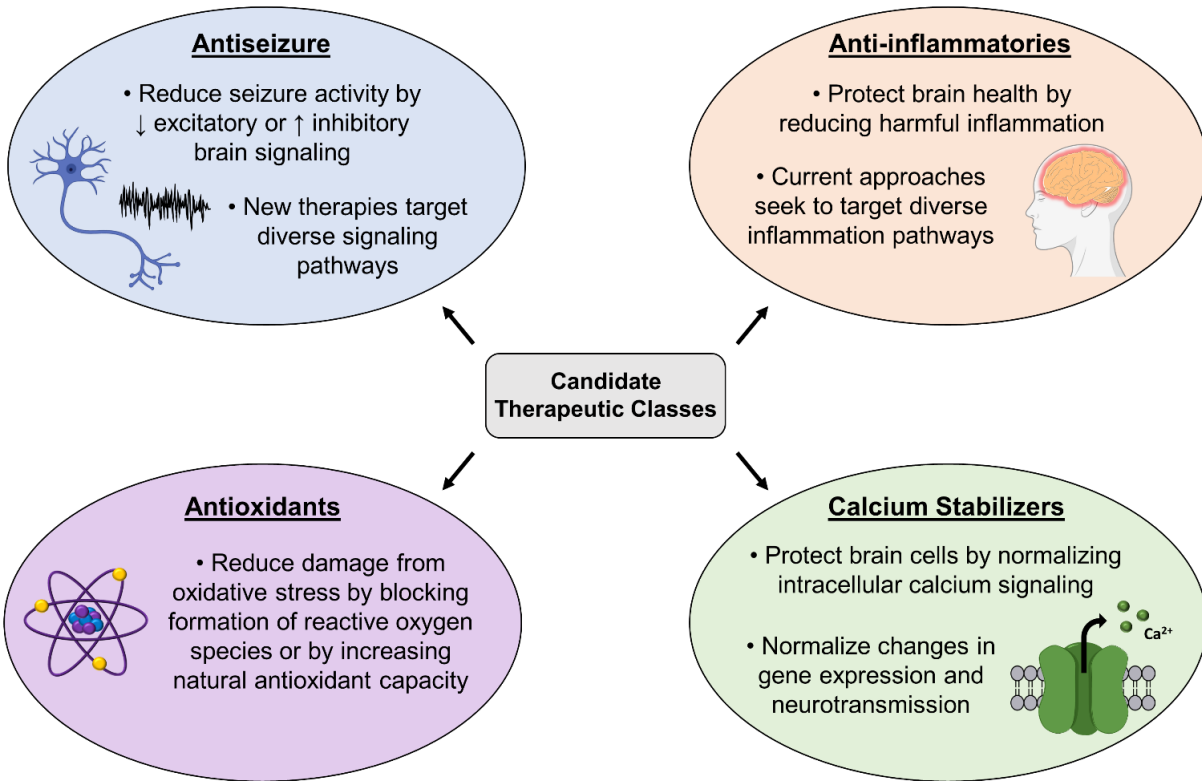 Antiseizure
• Reduce seizure activity by
↓ excitatory or ↑ inhibitory
brain signaling
• New therapies target
diverse signaling
pathways
Anti-inflammatories
• Protect brain health by
reducing harmful inflammation
• Current approaches
seek to target diverse
inflammation pathways
Candidate
Therapeutic Classes
Antioxidants
• Reduce damage from
oxidative stress by blocking
formation of reactive oxygen
species or by increasing
natural antioxidant capacity
Calcium Stabilizers
• Protect brain cells by normalizing
intracellular calcium signaling
• Normalize changes in
gene expression and
neurotransmission
Ca²⁺